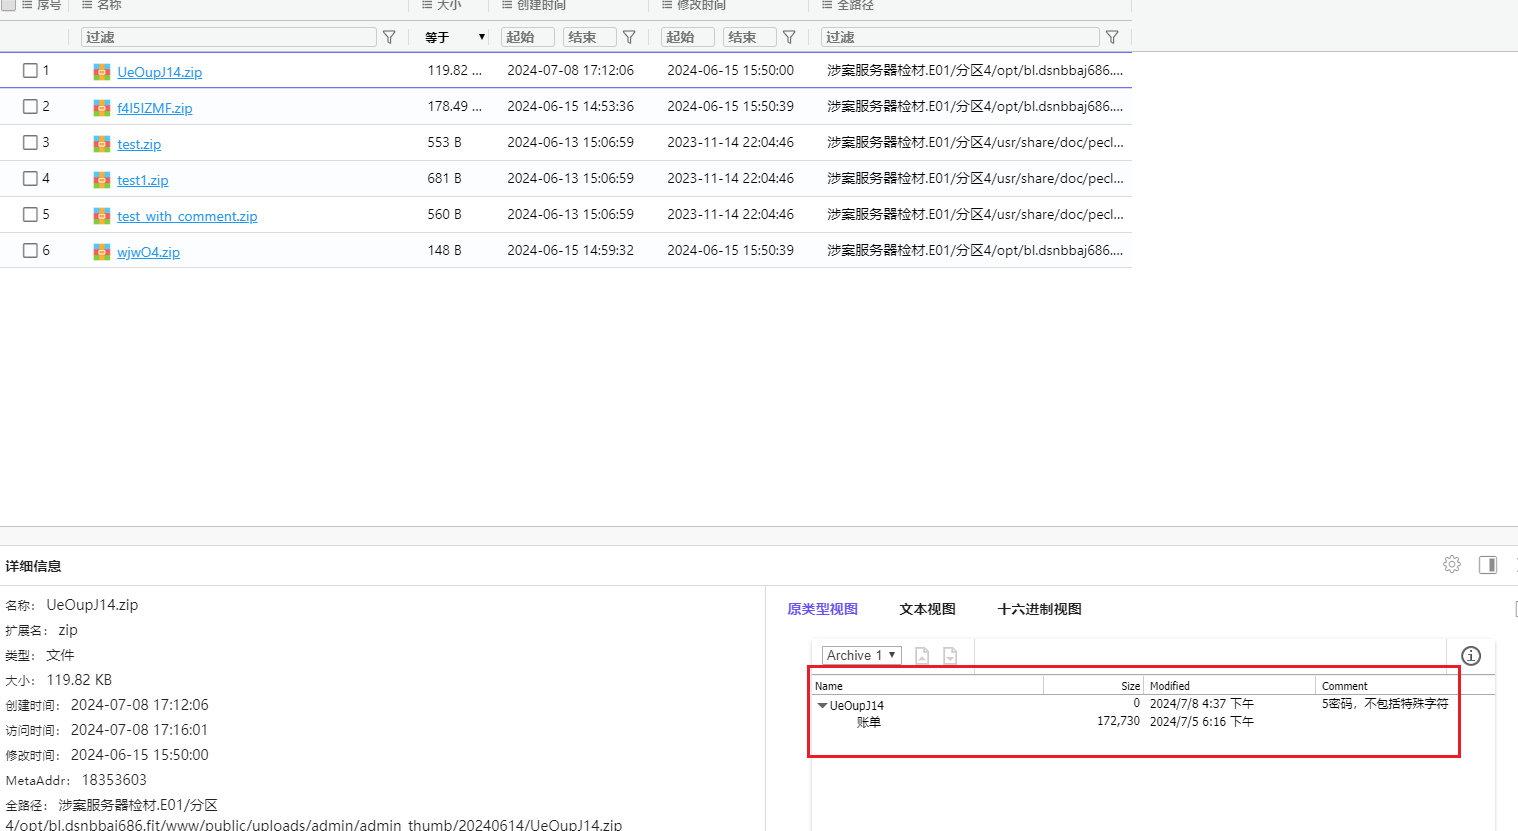 序号 名称 大小 创建时间 修改时间 全路径
过滤 等于 起始 结束 起始 结束 过滤
1 UeOupJ14.zip 119.82 ... 2024-07-08 17:12:06 2024-06-15 15:50:00 涉案服务器检材.E01/分区4/opt/bl.dsnbbaj686....
2 f4I5IZMF.zip 178.49 ... 2024-06-15 14:53:36 2024-06-15 15:50:39 涉案服务器检材.E01/分区4/opt/bl.dsnbbaj686....
3 test.zip 553 B 2024-06-13 15:06:59 2023-11-14 22:04:46 涉案服务器检材.E01/分区4/usr/share/doc/pecl...
4 test1.zip 681 B 2024-06-13 15:06:59 2023-11-14 22:04:46 涉案服务器检材.E01/分区4/usr/share/doc/pecl...
5 test_with_comment.zip 560 B 2024-06-13 15:06:59 2023-11-14 22:04:46 涉案服务器检材.E01/分区4/usr/share/doc/pecl...
6 wjwO4.zip 148 B 2024-06-15 14:59:32 2024-06-15 15:50:39 涉案服务器检材.E01/分区4/opt/bl.dsnbbaj686....
详细信息
名称： UeOupJ14.zip
扩展名： zip
类型： 文件
大小： 119.82 KB
创建时间： 2024-07-08 17:12:06
访问时间： 2024-07-08 17:16:01
修改时间： 2024-06-15 15:50:00
MetaAddr： 18353603
全路径： 涉案服务器检材.E01/分区
4/opt/bl.dsnbbaj686.fit/www/public/uploads/admin/admin_thumb/20240614/UeOupJ14.zip
原类型视图 文本视图 十六进制视图
Archive 1
Name Size Modified Comment
UeOupJ14 0 2024/7/8 4:37 下午 5密码，不包括特殊字符
账单 172,730 2024/7/5 6:16 下午